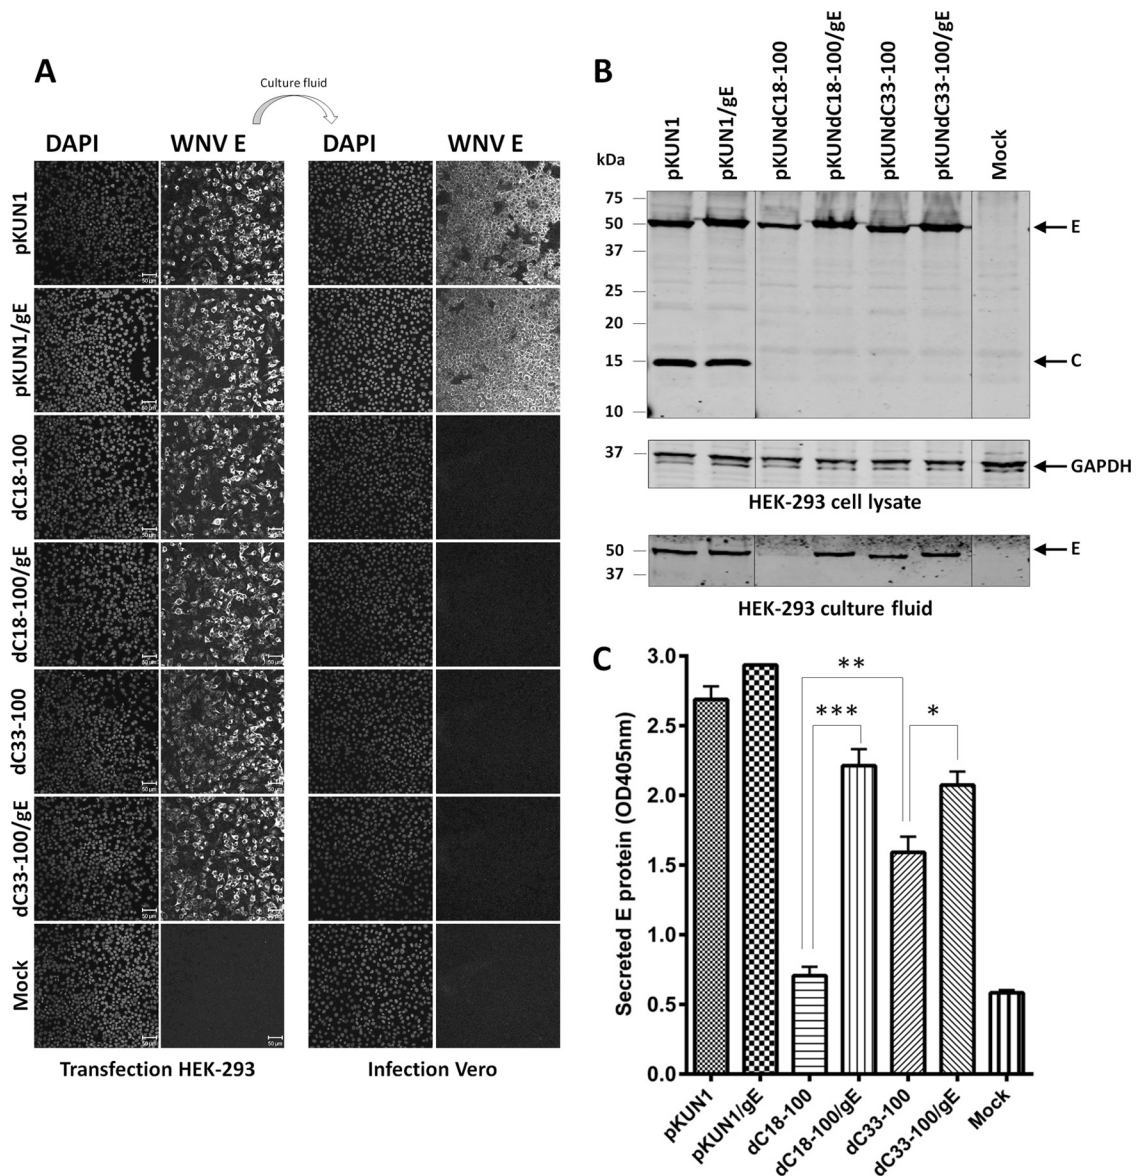 A
Culture fluid
DAPI
WNV E
DAPI
WNV E
pKUN1
pKUN1/gE
dC18-100
dC18-100/gE
dC33-100
dC33-100/gE
Mock
50 µm
Transfection HEK-293
Infection Vero
B
pKUN1
pKUN1/gE
pKUNdC18-100
pKUNdC18-100/gE
pKUNdC33-100
pKUNdC33-100/gE
Mock
kDa
75
50
37
25
20
15
10
E
C
37
GAPDH
HEK-293 cell lysate
50
37
E
HEK-293 culture fluid
C
Secreted E protein (OD405nm)
3.0
2.5
2.0
1.5
1.0
0.5
0.0
**
***
*
pKUN1
pKUN1/gE
dC18-100
dC18-100/gE
dC33-100
dC33-100/gE
Mock